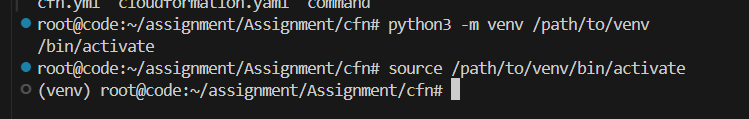 cfn.yml  cloudformation.yaml  command
root@code:~/assignment/Assignment/cfn# python3 -m venv /path/to/venv
/bin/activate
root@code:~/assignment/Assignment/cfn# source /path/to/venv/bin/activate
(venv) root@code:~/assignment/Assignment/cfn#